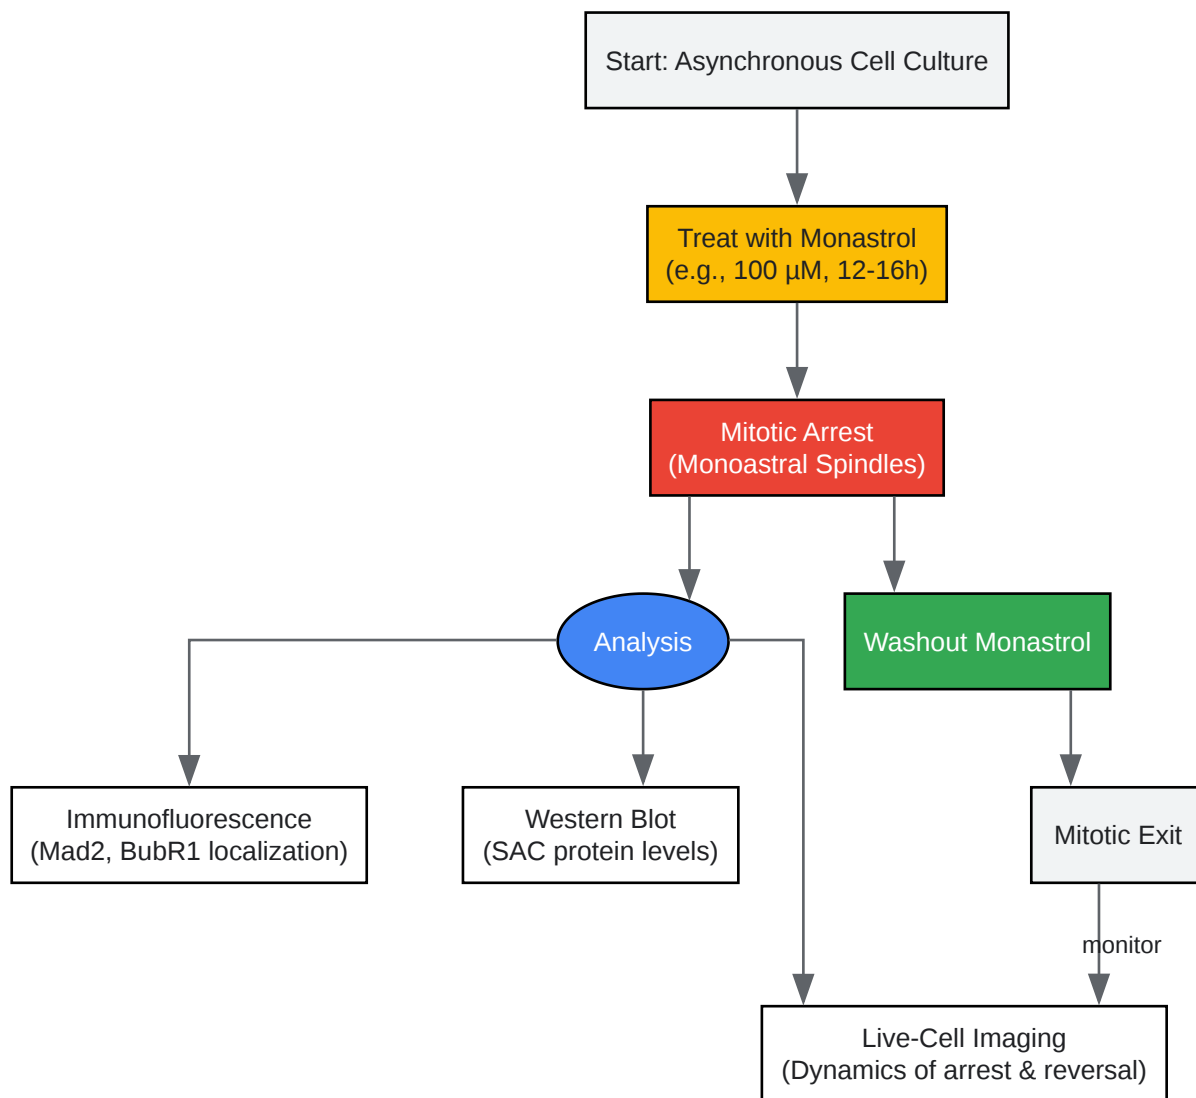 Start: Asynchronous Cell Culture
Treat with Monastrol
(e.g., 100 µM, 12-16h)
Mitotic Arrest
(Monoastral Spindles)
Analysis
Washout Monastrol
Immunofluorescence
(Mad2, BubR1 localization)
Western Blot
(SAC protein levels)
Mitotic Exit
monitor
Live-Cell Imaging
(Dynamics of arrest & reversal)